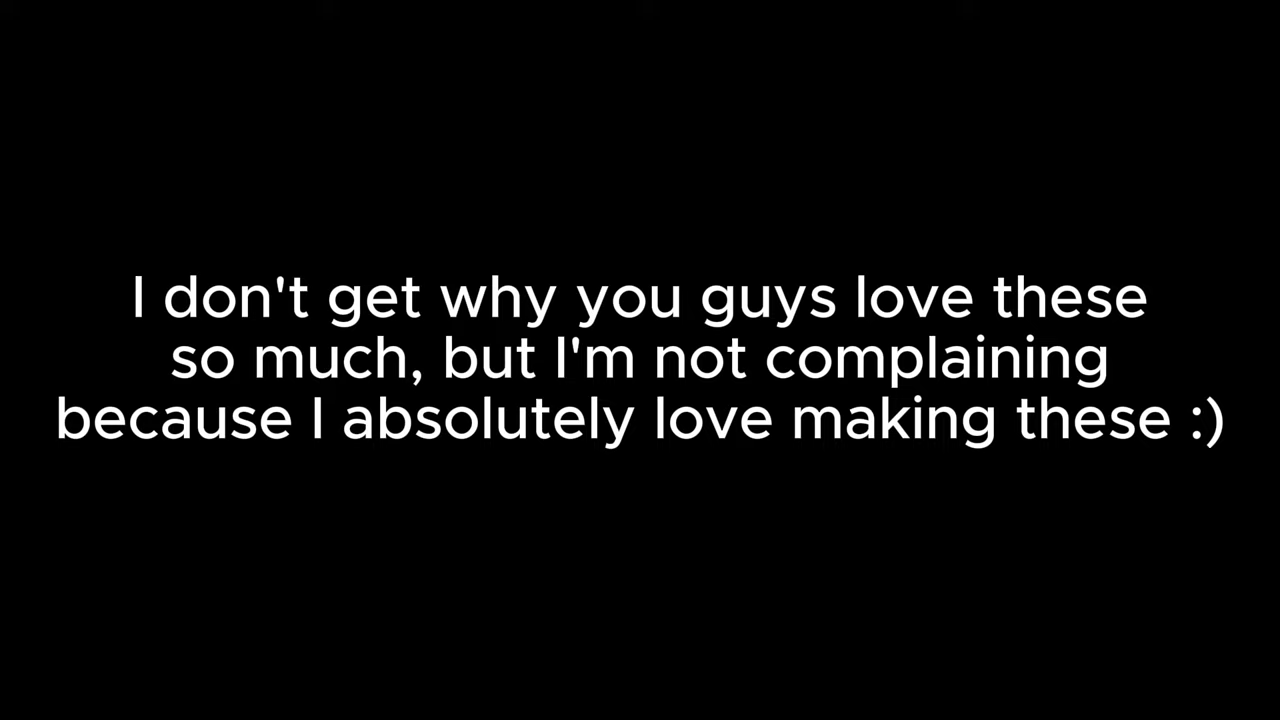 I don't get why you guys love these
so much, but I'm not complaining
because I absolutely love making these :)